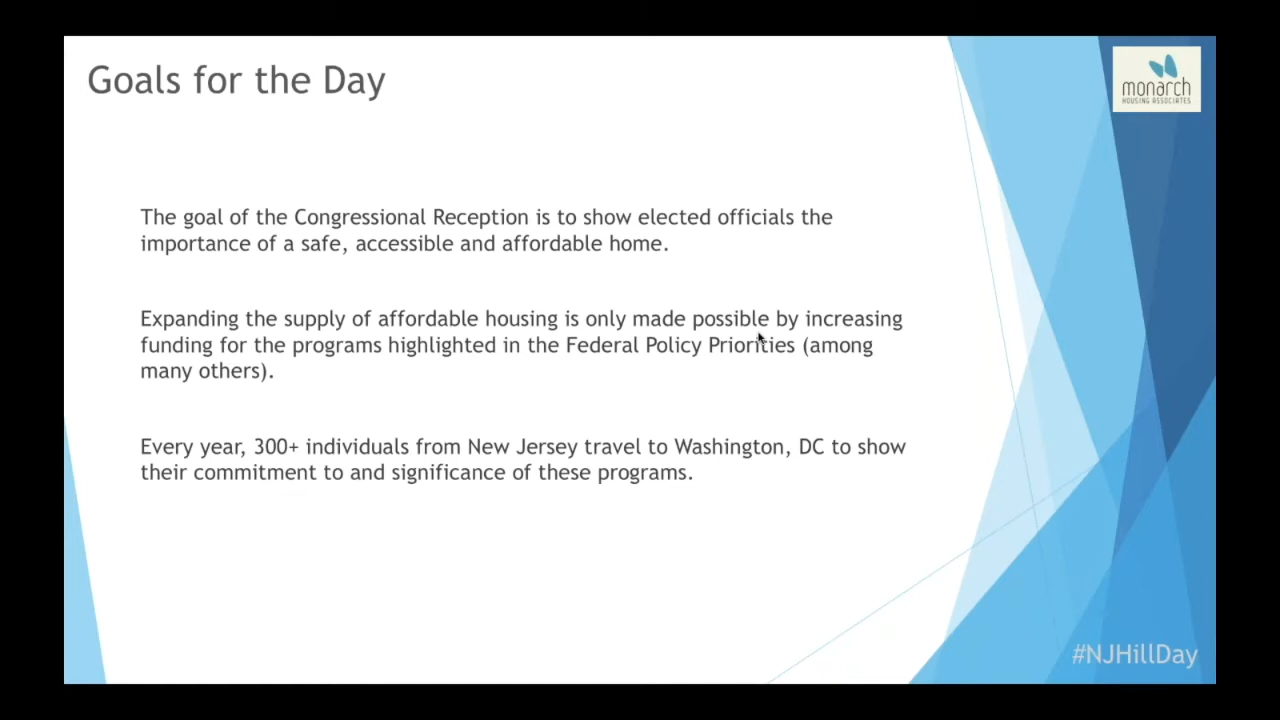 Goals for the Day
monarch
HOUSING ASSOCIATES
The goal of the Congressional Reception is to show elected officials the
importance of a safe, accessible and affordable home.
Expanding the supply of affordable housing is only made possible by increasing
funding for the programs highlighted in the Federal Policy Priorities (among
many others).
Every year, 300+ individuals from New Jersey travel to Washington, DC to show
their commitment to and significance of these programs.
#NJHillDay